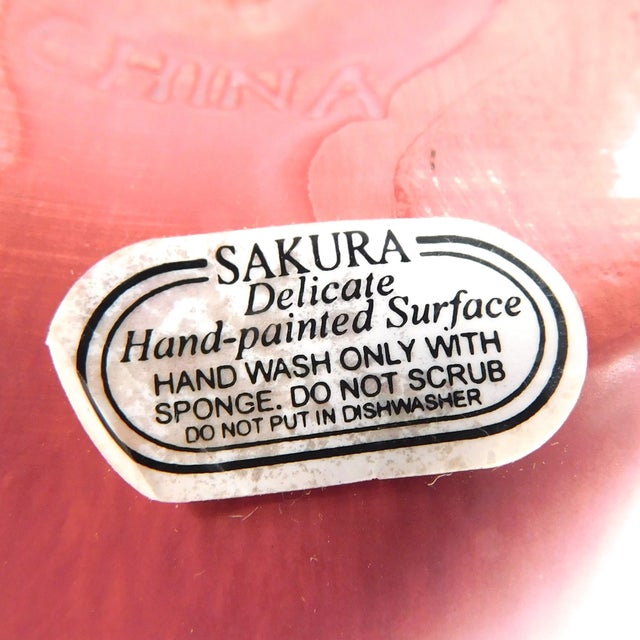 CHINA
SAKURA
Delicate
Hand-painted Surface
HAND WASH ONLY WITH
SPONGE. DO NOT SCRUB
DO NOT PUT IN DISHWASHER